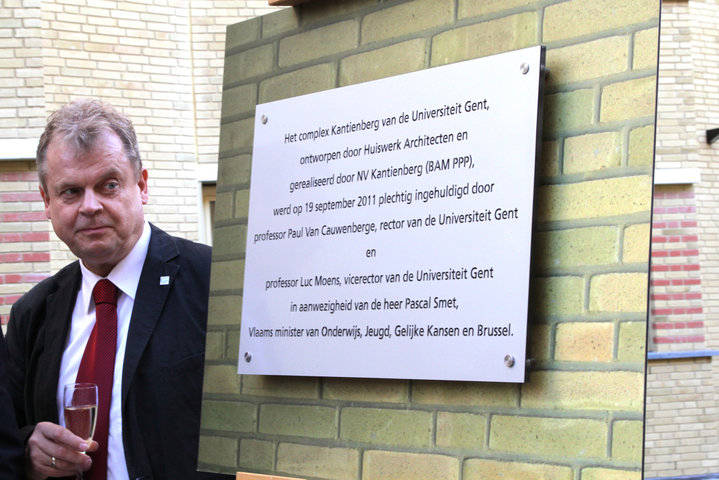 Het complex Kantienberg van de Universiteit Gent,
ontworpen door Huiswerk Architecten en
gerealiseerd door NV Kantienberg (BAM PPP),
werd op 19 september 2011 plechtig ingehuldigd door
professor Paul Van Cauwenberge, rector van de Universiteit Gent
en
professor Luc Moens, vicerector van de Universiteit Gent
in aanwezigheid van de heer Pascal Smet,
Vlaams minister van Onderwijs, Jeugd, Gelijke Kansen en Brussel.